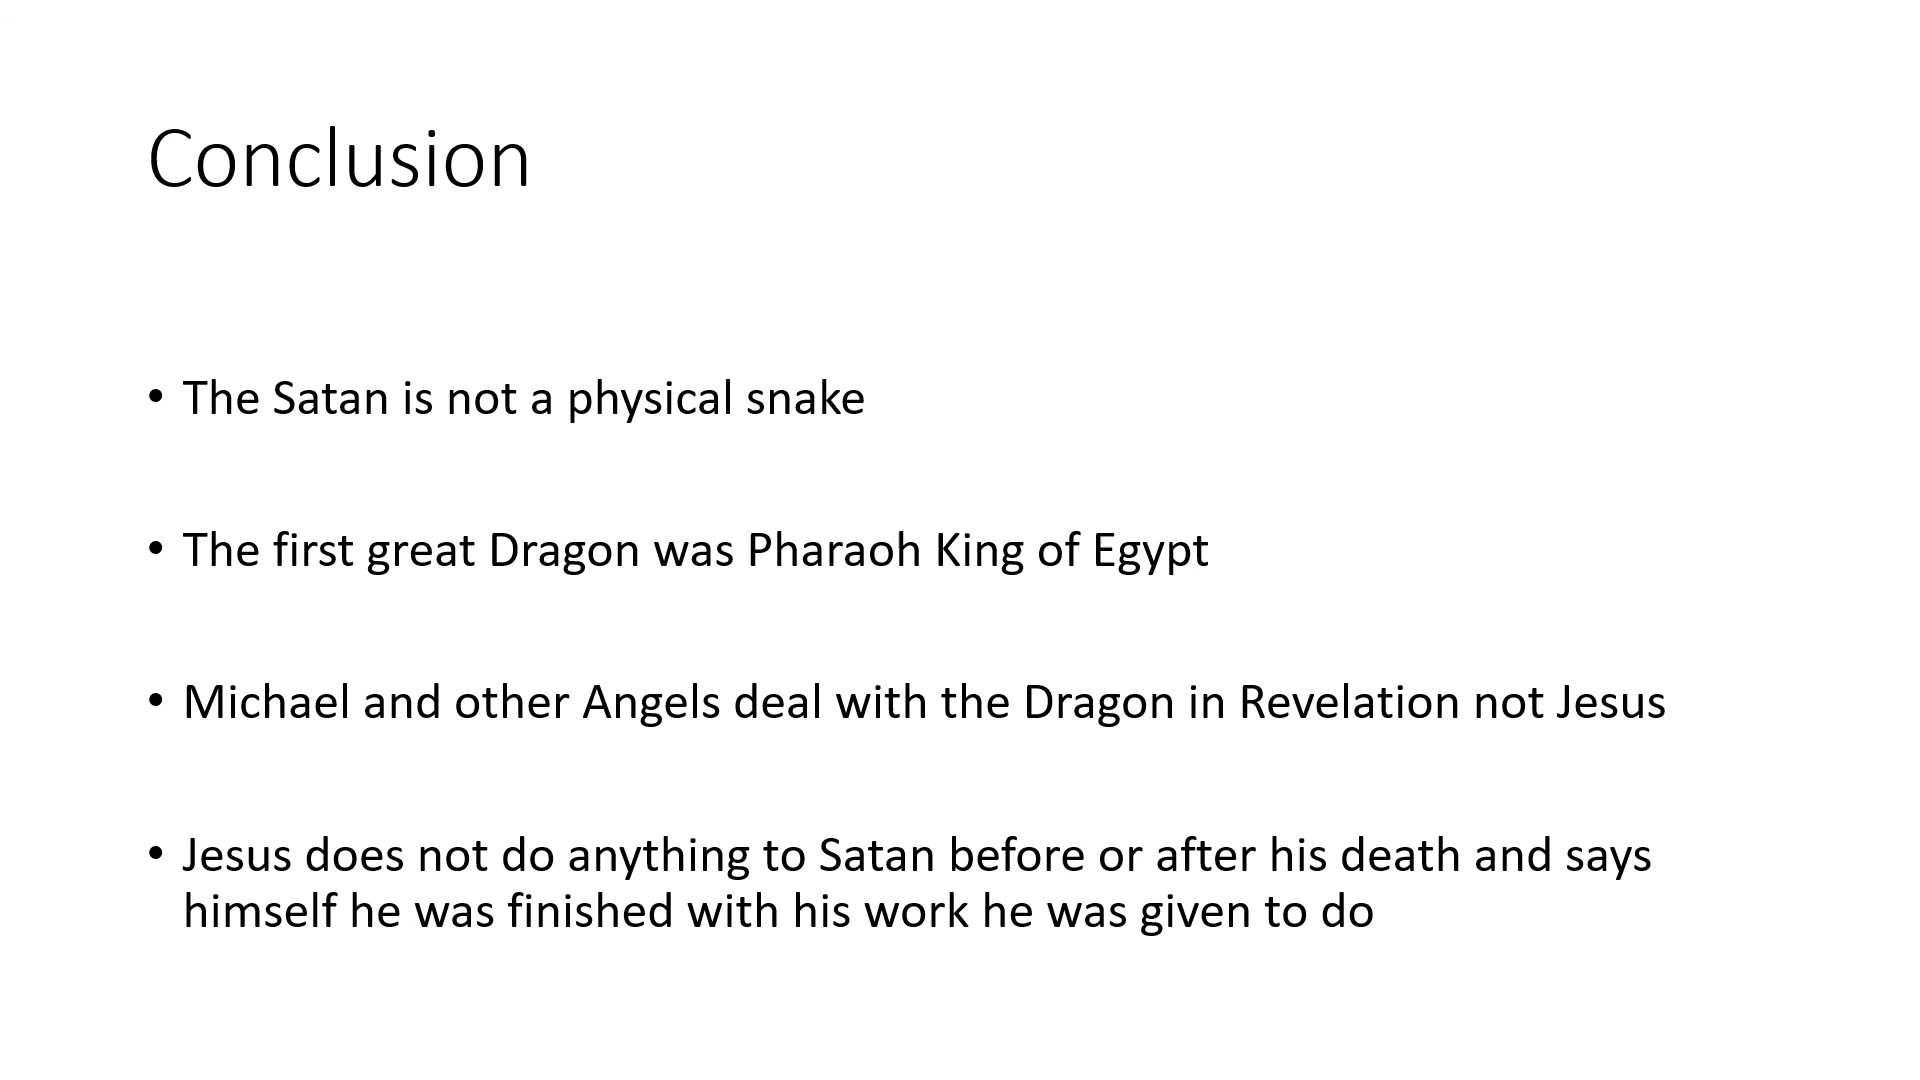 Conclusion
• The Satan is not a physical snake
• The first great Dragon was Pharaoh King of Egypt
• Michael and other Angels deal with the Dragon in Revelation not Jesus
• Jesus does not do anything to Satan before or after his death and says
himself he was finished with his work he was given to do